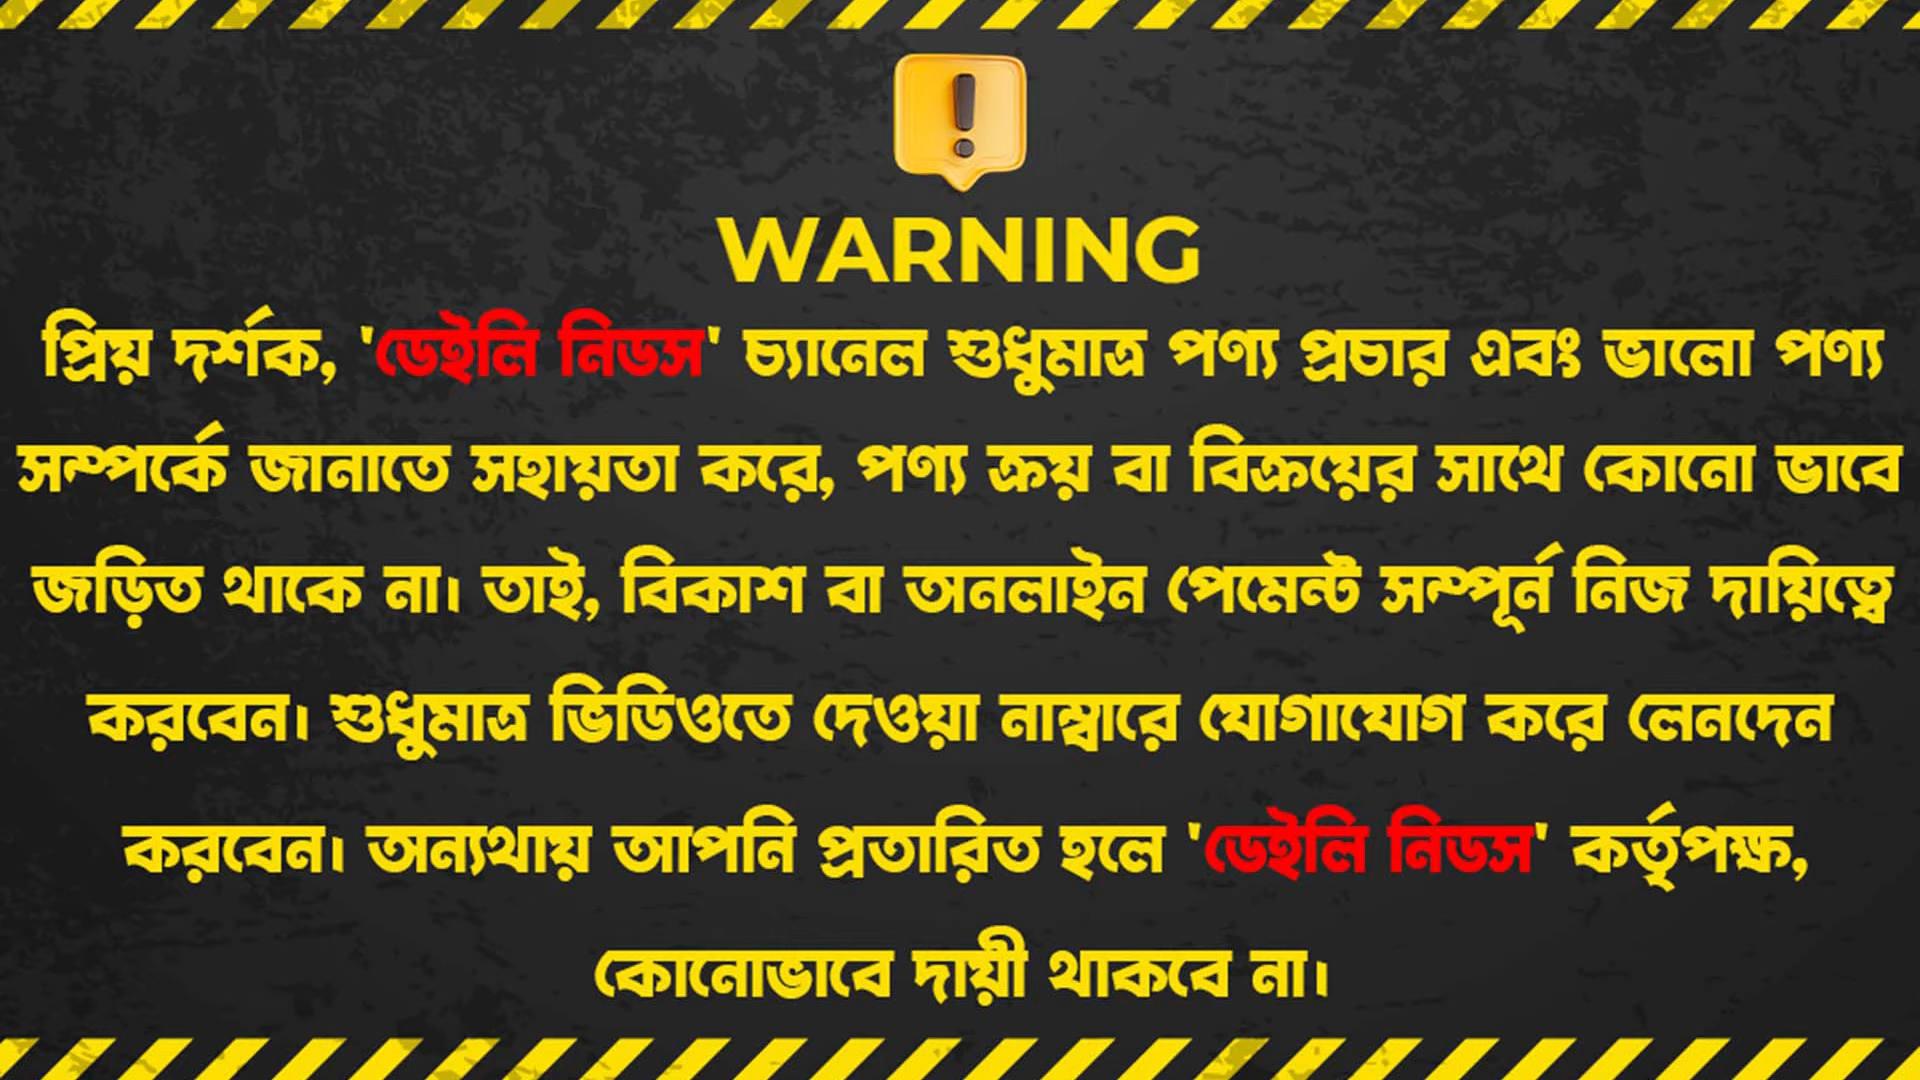 WARNING
প্রিয় দর্শক, 'ডেইলি নিডস' চ্যানেল শুধুমাত্র পণ্য প্রচার এবং ভালো পণ্য
সম্পর্কে জানাতে সহায়তা করে, পণ্য ক্রয় বা বিক্রয়ের সাথে কোনো ভাবে
জড়িত থাকে না। তাই, বিকাশ বা অনলাইন পেমেন্ট সম্পূর্ন নিজ দায়িত্বে
করবেন। শুধুমাত্র ভিডিওতে দেওয়া নাম্বারে যোগাযোগ করে লেনদেন
করবেন। অন্যথায় আপনি প্রতারিত হলে 'ডেইলি নিডস' কর্তৃপক্ষ,
কোনোভাবে দায়ী থাকবে না।